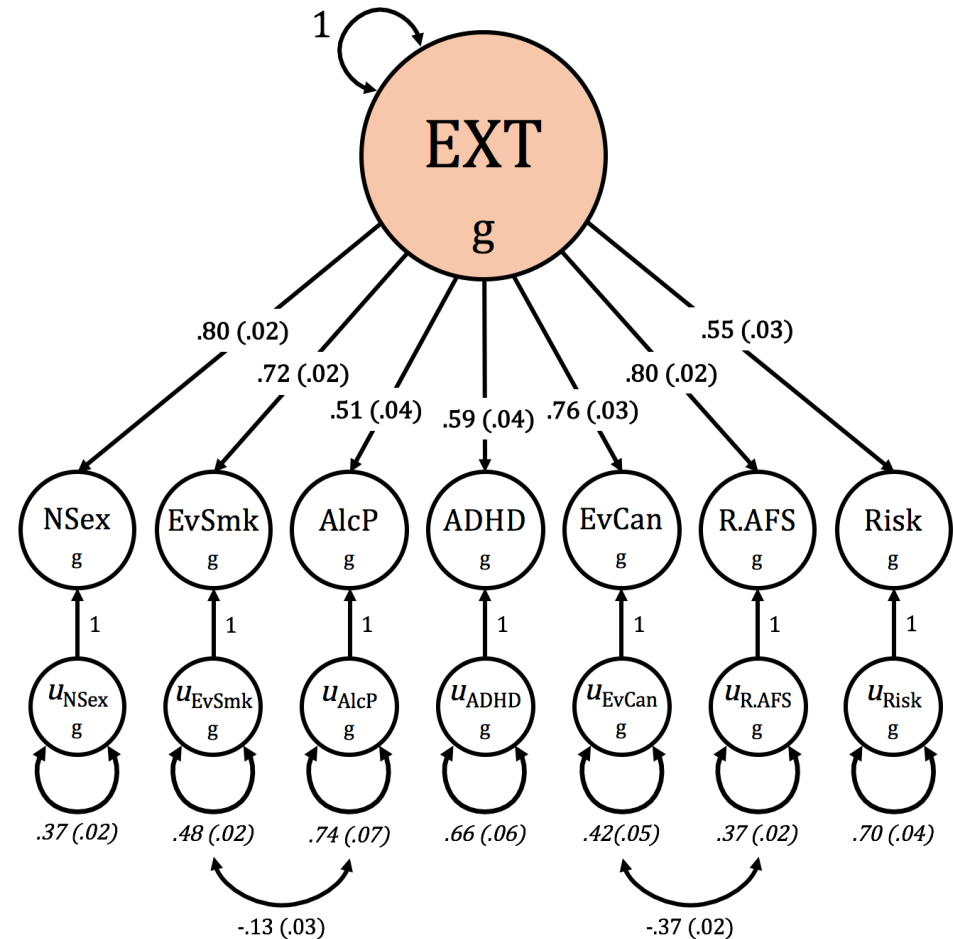 1
EXT
g
.80 (.02)
.72 (.02)
.51 (.04)
.59 (.04)
.76 (.03)
.80 (.02)
.55 (.03)
NSex
g
EvSmk
g
AlcP
g
ADHD
g
EvCan
g
R.AFS
g
Risk
g
1
1
1
1
1
1
1
uNSex
g
uEvSmk
g
uAlcP
g
uADHD
g
uEvCan
g
uR.AFS
g
uRisk
g
.37 (.02)
.48 (.02)
.74 (.07)
.66 (.06)
.42(.05)
.37 (.02)
.70 (.04)
-.13 (.03)
-.37 (.02)